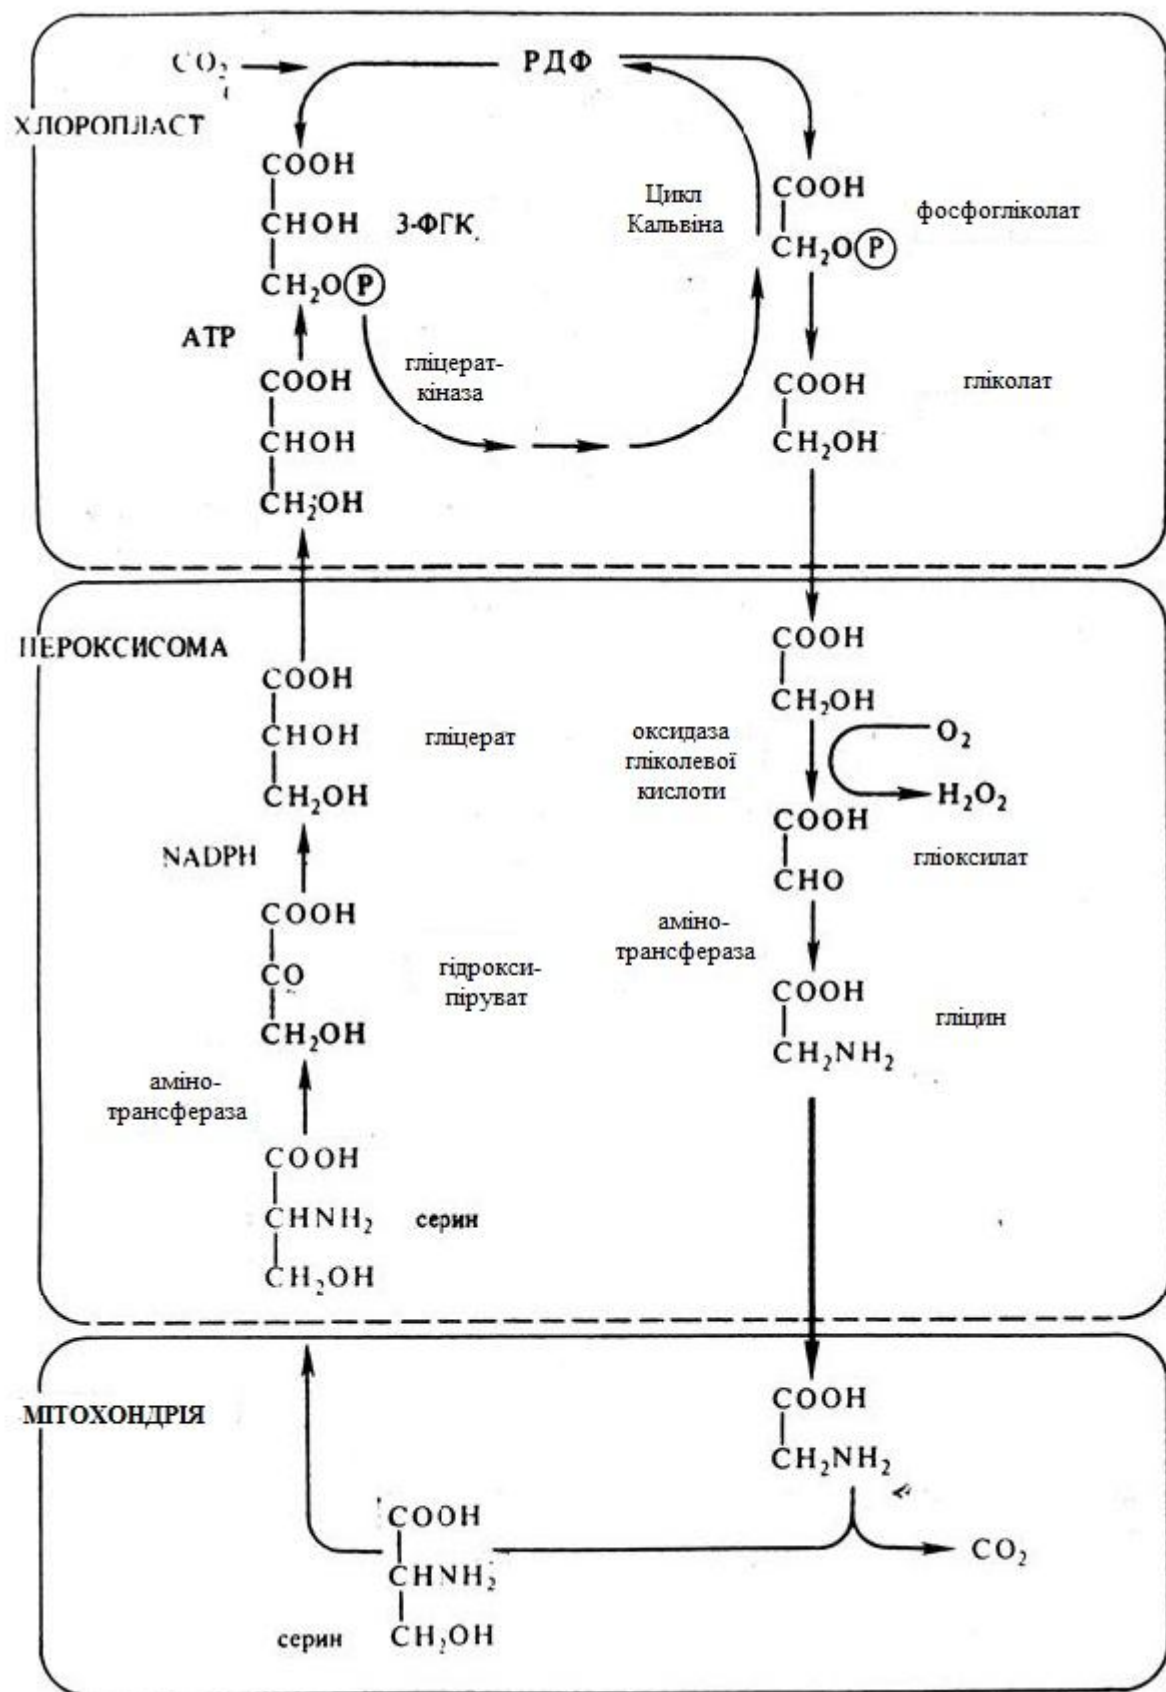 CO₂ РДФ
ХЛОРОПЛАСТ
COOH
CHOH 3-ФГК
CH₂O(P)
Цикл
Кальвіна
COOH
CH₂O(P)
фосфогліколат
АТР
гліцерат-
кіназа
COOH
CHOH
CH₂OH
COOH
CH₂OH
гліколат
ПЕРОКСИСОМА
COOH
CHOH
CH₂OH
гліцерат
COOH
CH₂OH
оксидаза
гліколевої
кислоти
O₂
H₂O₂
NADPH
COOH
CHO
гліоксилат
COOH
CO
CH₂OH
гідрокси-
піруват
аміно-
трансфераза
COOH
CH₂NH₂
гліцин
аміно-
трансфераза
COOH
CHNH₂ серин
CH₂OH
МІТОХОНДРІЯ
COOH
CH₂NH₂
COOH
CHNH₂
CH₂OH
серин
CO₂